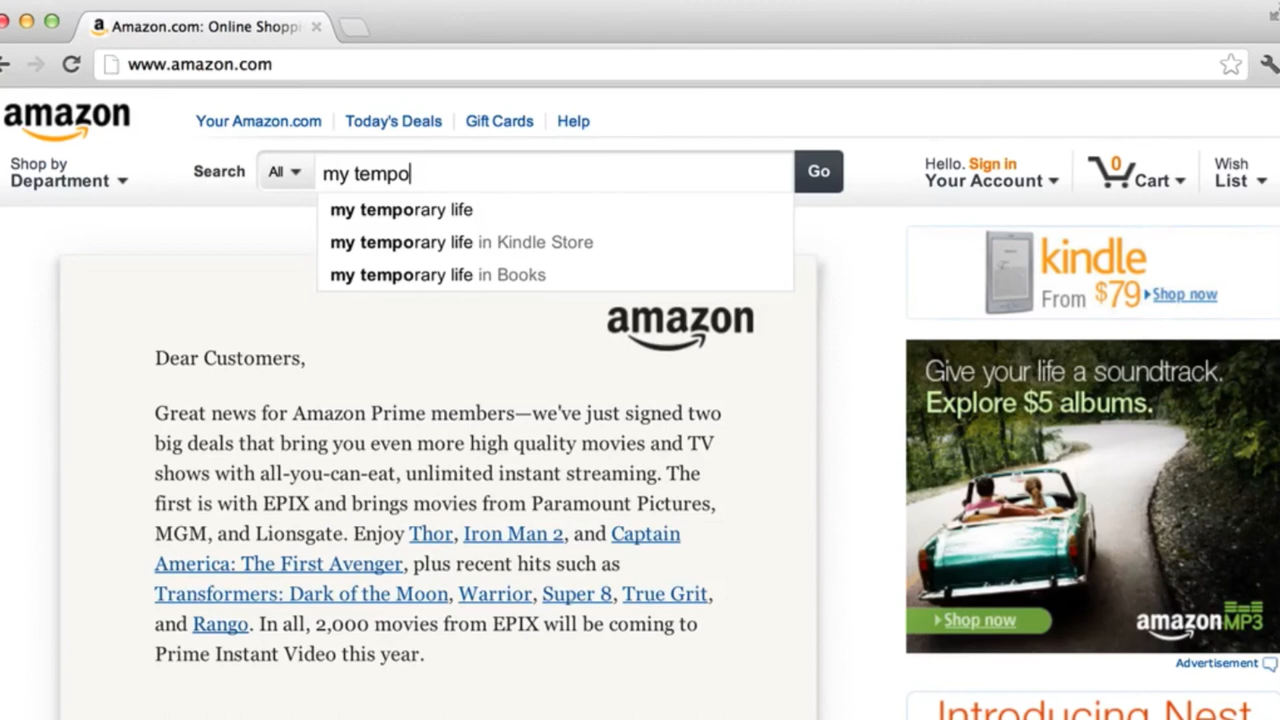 Amazon.com: Online Shoppi
www.amazon.com
amazon
Your Amazon.com
Today's Deals
Gift Cards
Help
Shop by
Department
Search
All
my tempo
Go
Hello. Sign in
Your Account
0
Cart
Wish
List
my temporary life
my temporary life in Kindle Store
my temporary life in Books
amazon
Dear Customers,
Great news for Amazon Prime members—we've just signed two
big deals that bring you even more high quality movies and TV
shows with all-you-can-eat, unlimited instant streaming. The
first is with EPIX and brings movies from Paramount Pictures,
MGM, and Lionsgate. Enjoy Thor, Iron Man 2, and Captain
America: The First Avenger, plus recent hits such as
Transformers: Dark of the Moon, Warrior, Super 8, True Grit,
and Rango. In all, 2,000 movies from EPIX will be coming to
Prime Instant Video this year.
kindle
From $79 Shop now
Give your life a soundtrack.
Explore $5 albums.
Shop now
amazonMP3
Advertisement
Introducing Nest